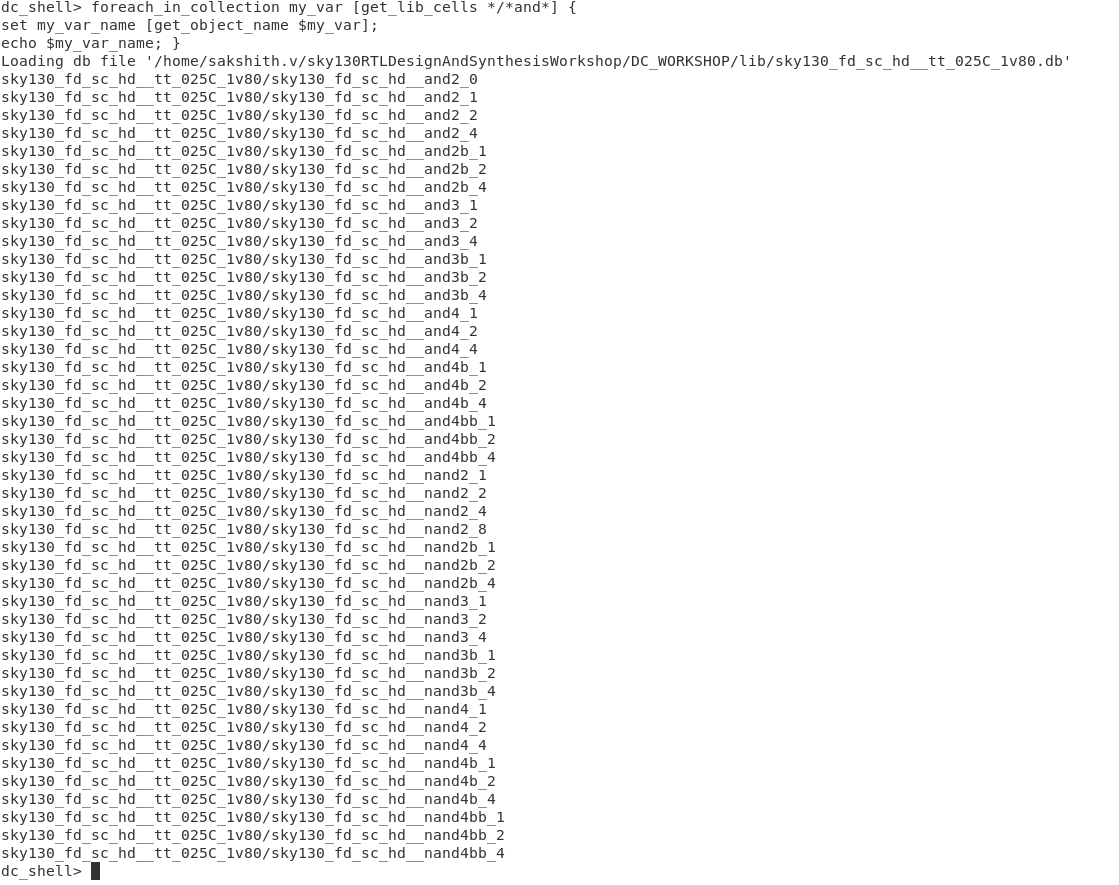 dc_shell> foreach_in_collection my_var [get_lib_cells */*and*] {
set my_var_name [get_object_name $my_var];
echo $my_var_name; }
Loading db file '/home/sakshith.v/sky130RTLDesignAndSynthesisWorkshop/DC_WORKSHOP/lib/sky130_fd_sc_hd__tt_025C_1v80.db'
sky130_fd_sc_hd__tt_025C_1v80/sky130_fd_sc_hd__and2_0
sky130_fd_sc_hd__tt_025C_1v80/sky130_fd_sc_hd__and2_1
sky130_fd_sc_hd__tt_025C_1v80/sky130_fd_sc_hd__and2_2
sky130_fd_sc_hd__tt_025C_1v80/sky130_fd_sc_hd__and2_4
sky130_fd_sc_hd__tt_025C_1v80/sky130_fd_sc_hd__and2b_1
sky130_fd_sc_hd__tt_025C_1v80/sky130_fd_sc_hd__and2b_2
sky130_fd_sc_hd__tt_025C_1v80/sky130_fd_sc_hd__and2b_4
sky130_fd_sc_hd__tt_025C_1v80/sky130_fd_sc_hd__and3_1
sky130_fd_sc_hd__tt_025C_1v80/sky130_fd_sc_hd__and3_2
sky130_fd_sc_hd__tt_025C_1v80/sky130_fd_sc_hd__and3_4
sky130_fd_sc_hd__tt_025C_1v80/sky130_fd_sc_hd__and3b_1
sky130_fd_sc_hd__tt_025C_1v80/sky130_fd_sc_hd__and3b_2
sky130_fd_sc_hd__tt_025C_1v80/sky130_fd_sc_hd__and3b_4
sky130_fd_sc_hd__tt_025C_1v80/sky130_fd_sc_hd__and4_1
sky130_fd_sc_hd__tt_025C_1v80/sky130_fd_sc_hd__and4_2
sky130_fd_sc_hd__tt_025C_1v80/sky130_fd_sc_hd__and4_4
sky130_fd_sc_hd__tt_025C_1v80/sky130_fd_sc_hd__and4b_1
sky130_fd_sc_hd__tt_025C_1v80/sky130_fd_sc_hd__and4b_2
sky130_fd_sc_hd__tt_025C_1v80/sky130_fd_sc_hd__and4b_4
sky130_fd_sc_hd__tt_025C_1v80/sky130_fd_sc_hd__and4bb_1
sky130_fd_sc_hd__tt_025C_1v80/sky130_fd_sc_hd__and4bb_2
sky130_fd_sc_hd__tt_025C_1v80/sky130_fd_sc_hd__and4bb_4
sky130_fd_sc_hd__tt_025C_1v80/sky130_fd_sc_hd__nand2_1
sky130_fd_sc_hd__tt_025C_1v80/sky130_fd_sc_hd__nand2_2
sky130_fd_sc_hd__tt_025C_1v80/sky130_fd_sc_hd__nand2_4
sky130_fd_sc_hd__tt_025C_1v80/sky130_fd_sc_hd__nand2_8
sky130_fd_sc_hd__tt_025C_1v80/sky130_fd_sc_hd__nand2b_1
sky130_fd_sc_hd__tt_025C_1v80/sky130_fd_sc_hd__nand2b_2
sky130_fd_sc_hd__tt_025C_1v80/sky130_fd_sc_hd__nand2b_4
sky130_fd_sc_hd__tt_025C_1v80/sky130_fd_sc_hd__nand3_1
sky130_fd_sc_hd__tt_025C_1v80/sky130_fd_sc_hd__nand3_2
sky130_fd_sc_hd__tt_025C_1v80/sky130_fd_sc_hd__nand3_4
sky130_fd_sc_hd__tt_025C_1v80/sky130_fd_sc_hd__nand3b_1
sky130_fd_sc_hd__tt_025C_1v80/sky130_fd_sc_hd__nand3b_2
sky130_fd_sc_hd__tt_025C_1v80/sky130_fd_sc_hd__nand3b_4
sky130_fd_sc_hd__tt_025C_1v80/sky130_fd_sc_hd__nand4_1
sky130_fd_sc_hd__tt_025C_1v80/sky130_fd_sc_hd__nand4_2
sky130_fd_sc_hd__tt_025C_1v80/sky130_fd_sc_hd__nand4_4
sky130_fd_sc_hd__tt_025C_1v80/sky130_fd_sc_hd__nand4b_1
sky130_fd_sc_hd__tt_025C_1v80/sky130_fd_sc_hd__nand4b_2
sky130_fd_sc_hd__tt_025C_1v80/sky130_fd_sc_hd__nand4b_4
sky130_fd_sc_hd__tt_025C_1v80/sky130_fd_sc_hd__nand4bb_1
sky130_fd_sc_hd__tt_025C_1v80/sky130_fd_sc_hd__nand4bb_2
sky130_fd_sc_hd__tt_025C_1v80/sky130_fd_sc_hd__nand4bb_4
dc_shell>